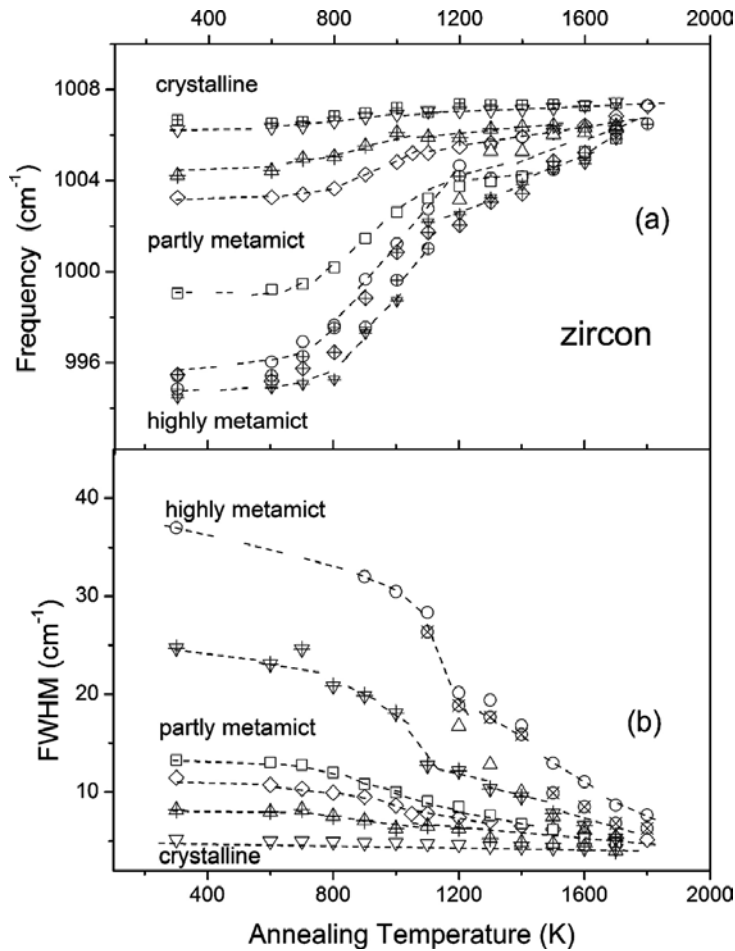 400 800 1200 1600 2000
1008
1004
1000
996
Frequency (cm⁻¹)
crystalline
partly metamict
(a)
zircon
highly metamict
40
30
20
10
FWHM (cm⁻¹)
highly metamict
partly metamict
(b)
crystalline
400 800 1200 1600 2000
Annealing Temperature (K)